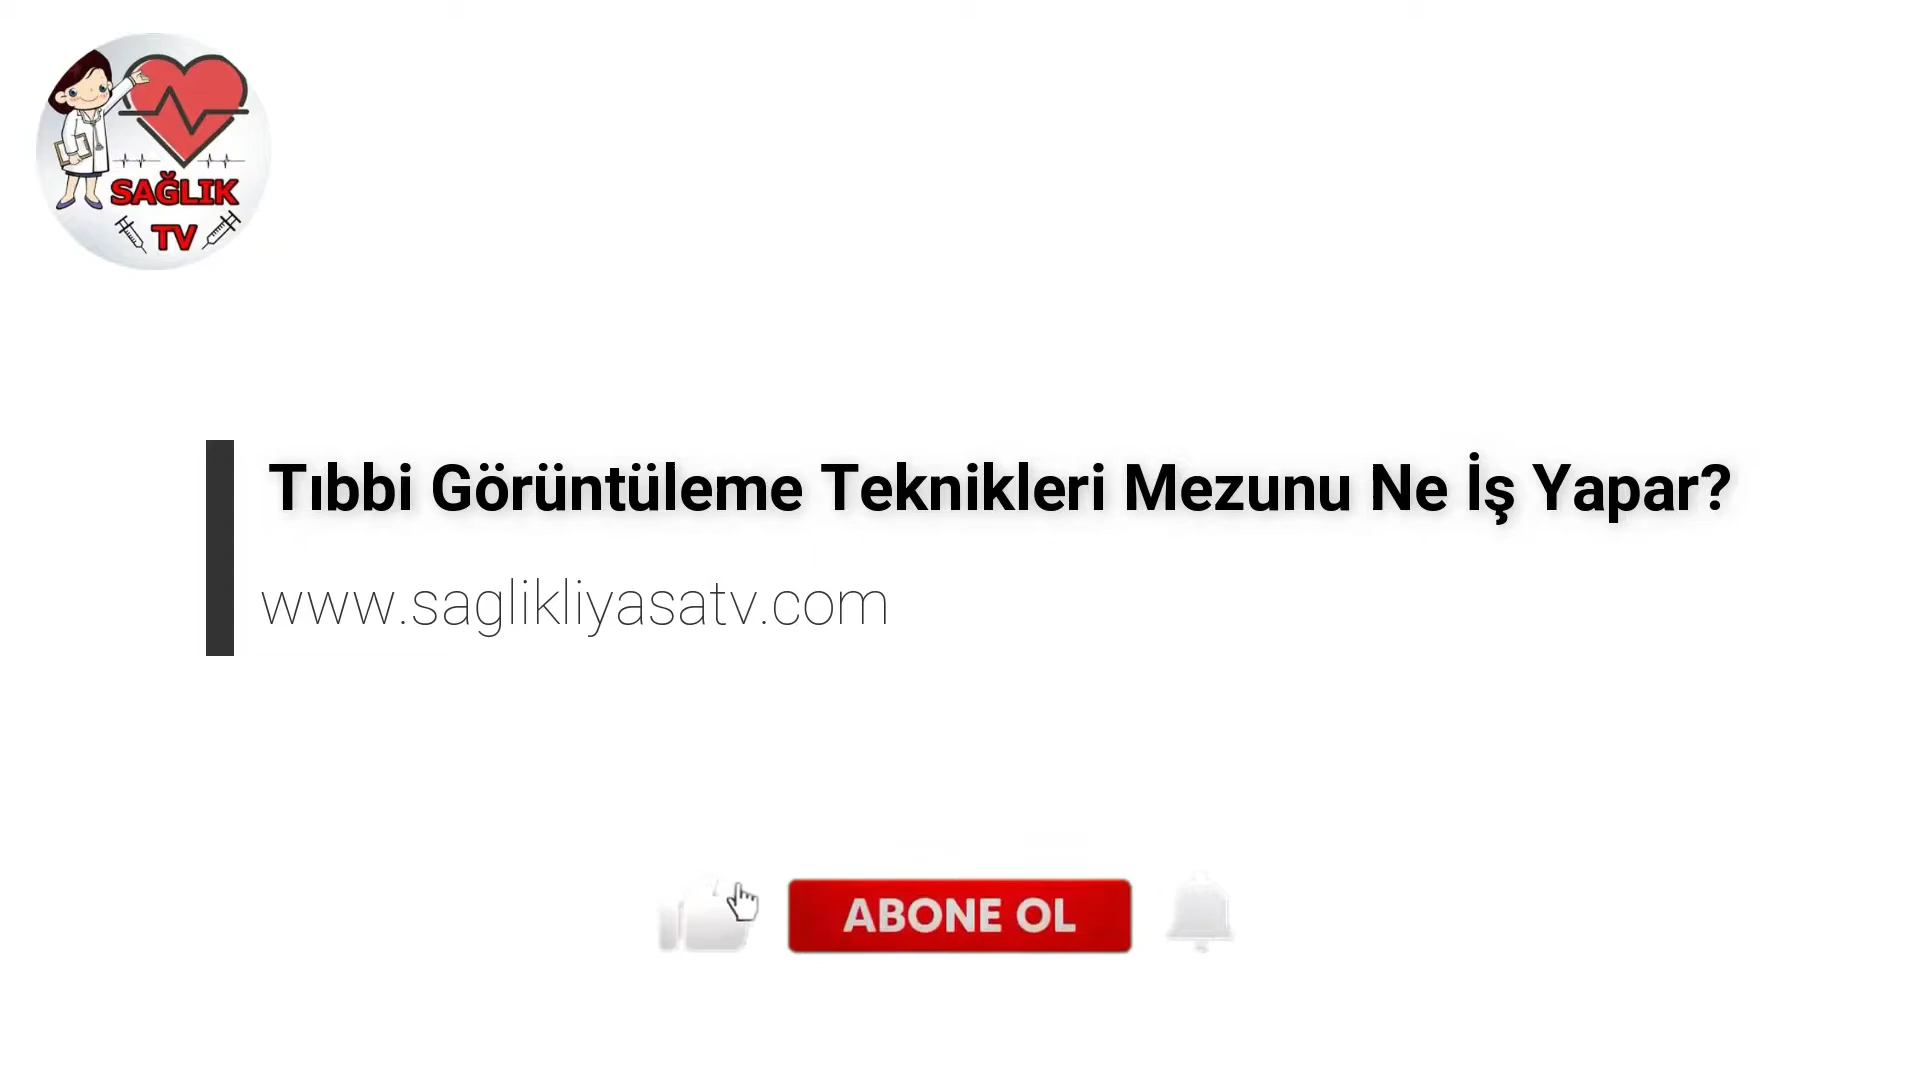 SAĞLIK
TV
Tıbbi Görüntüleme Teknikleri Mezunu Ne İş Yapar?
www.saglikliyasatv.com
ABONE OL